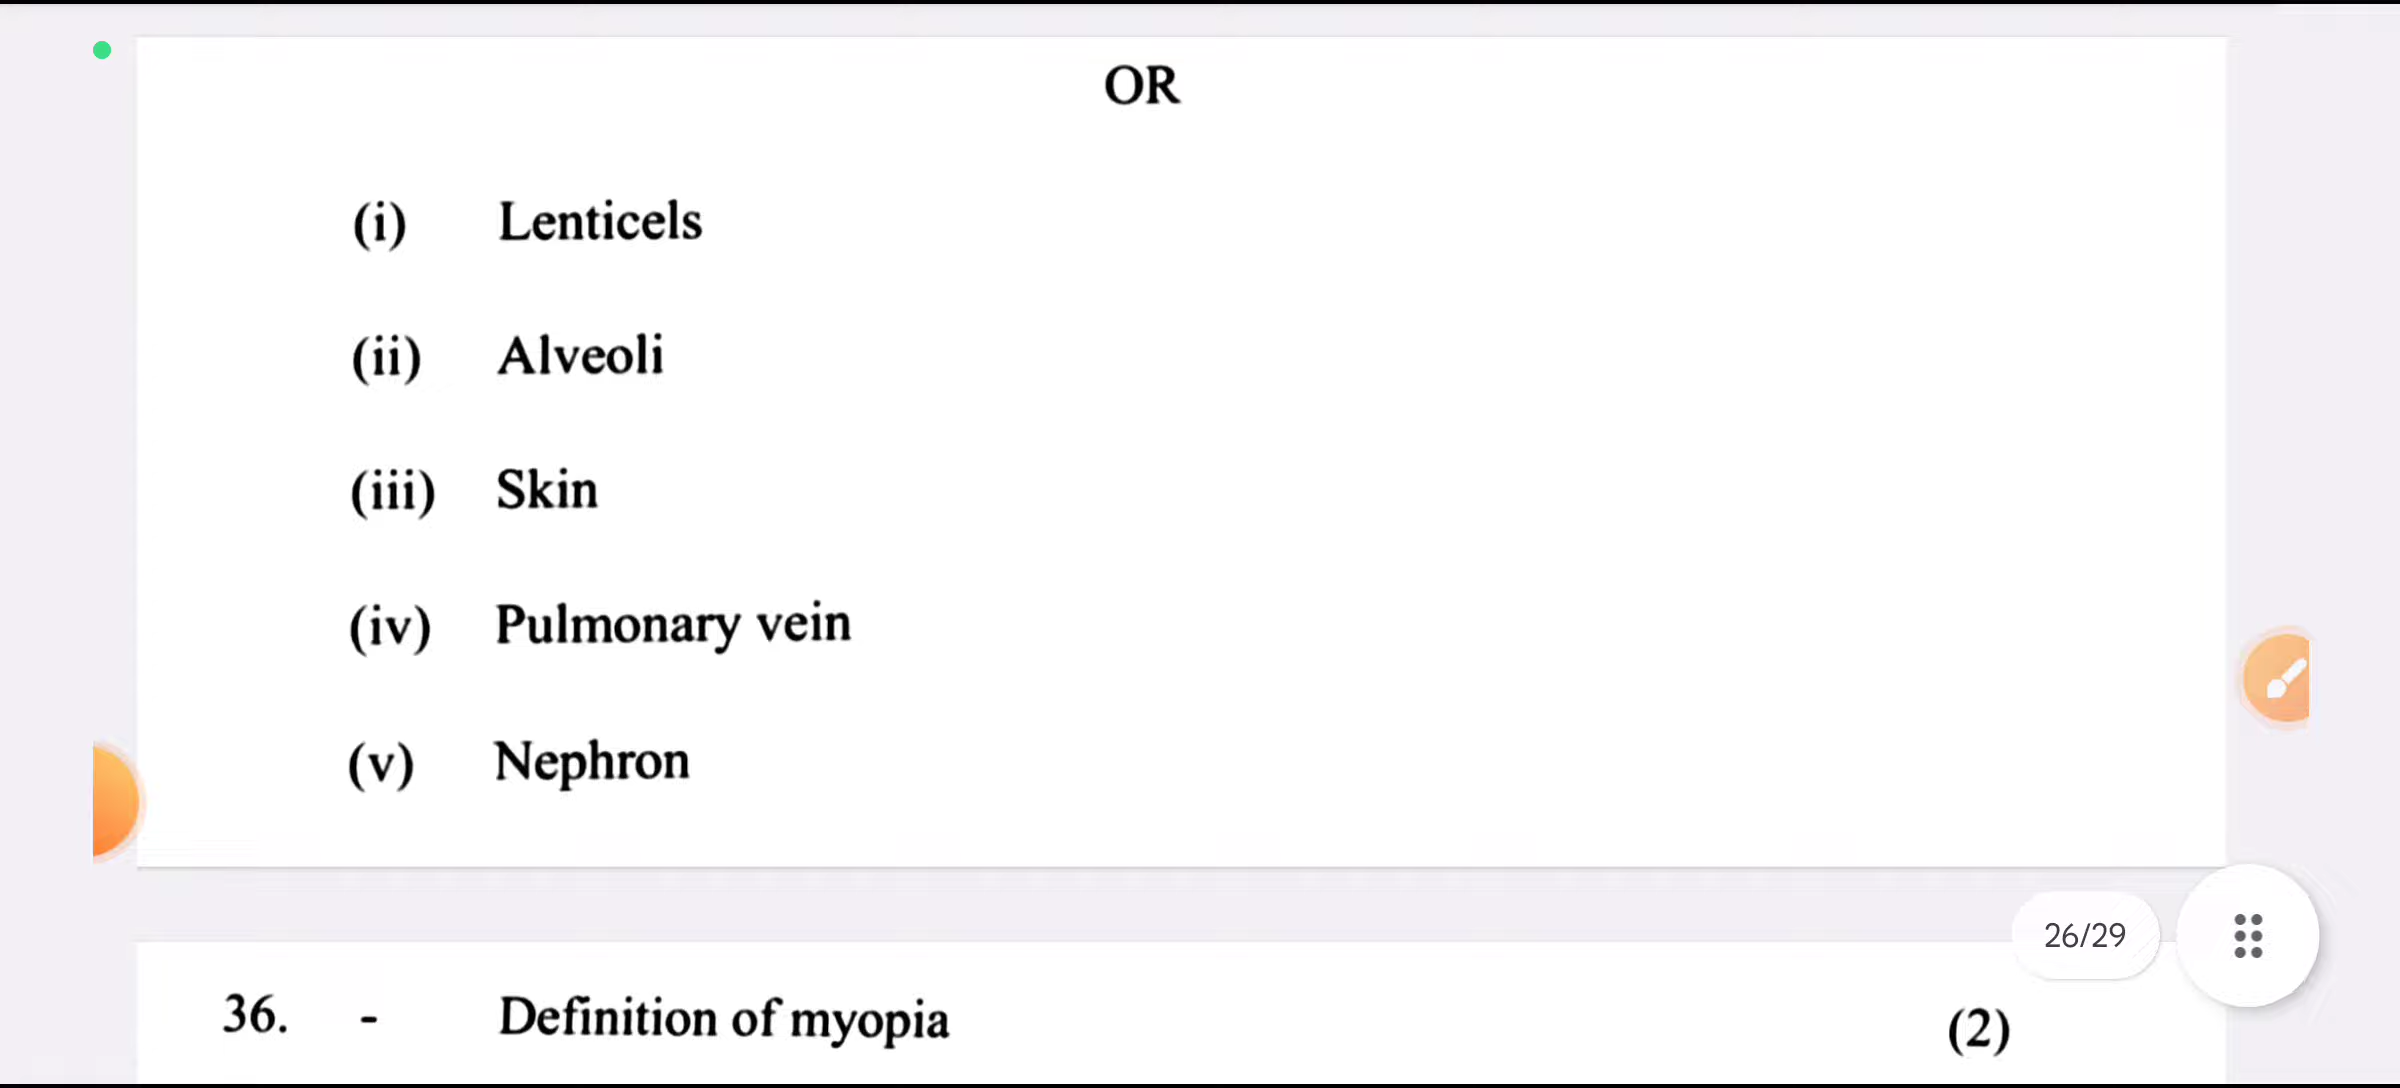 OR
(i) Lenticels
(ii) Alveoli
(iii) Skin
(iv) Pulmonary vein
(v) Nephron
26/29
36. - Definition of myopia (2)